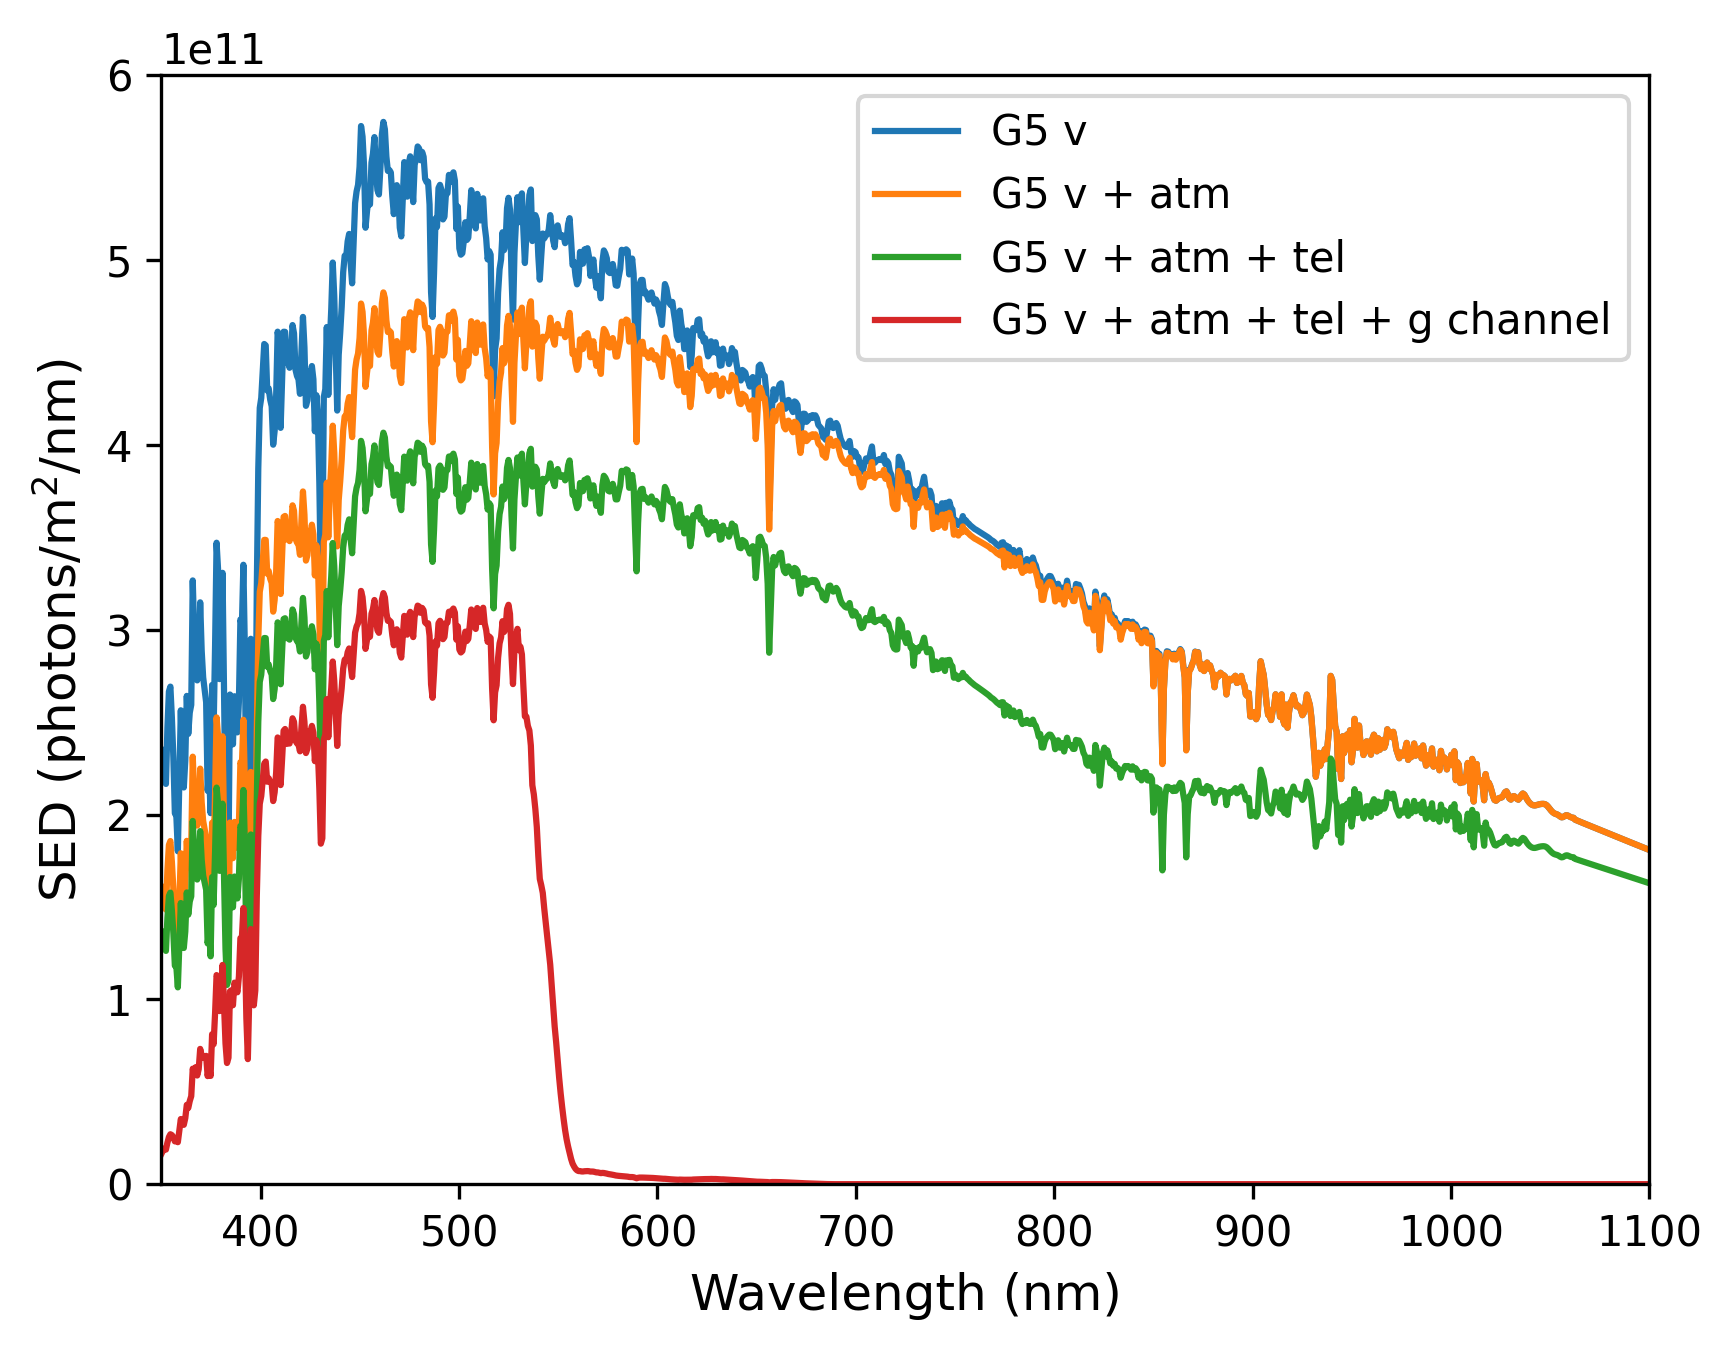 1e11
6
5
4
3
2
1
0
SED (photons/m²/nm)
G5 v
G5 v + atm
G5 v + atm + tel
G5 v + atm + tel + g channel
400 500 600 700 800 900 1000 1100
Wavelength (nm)